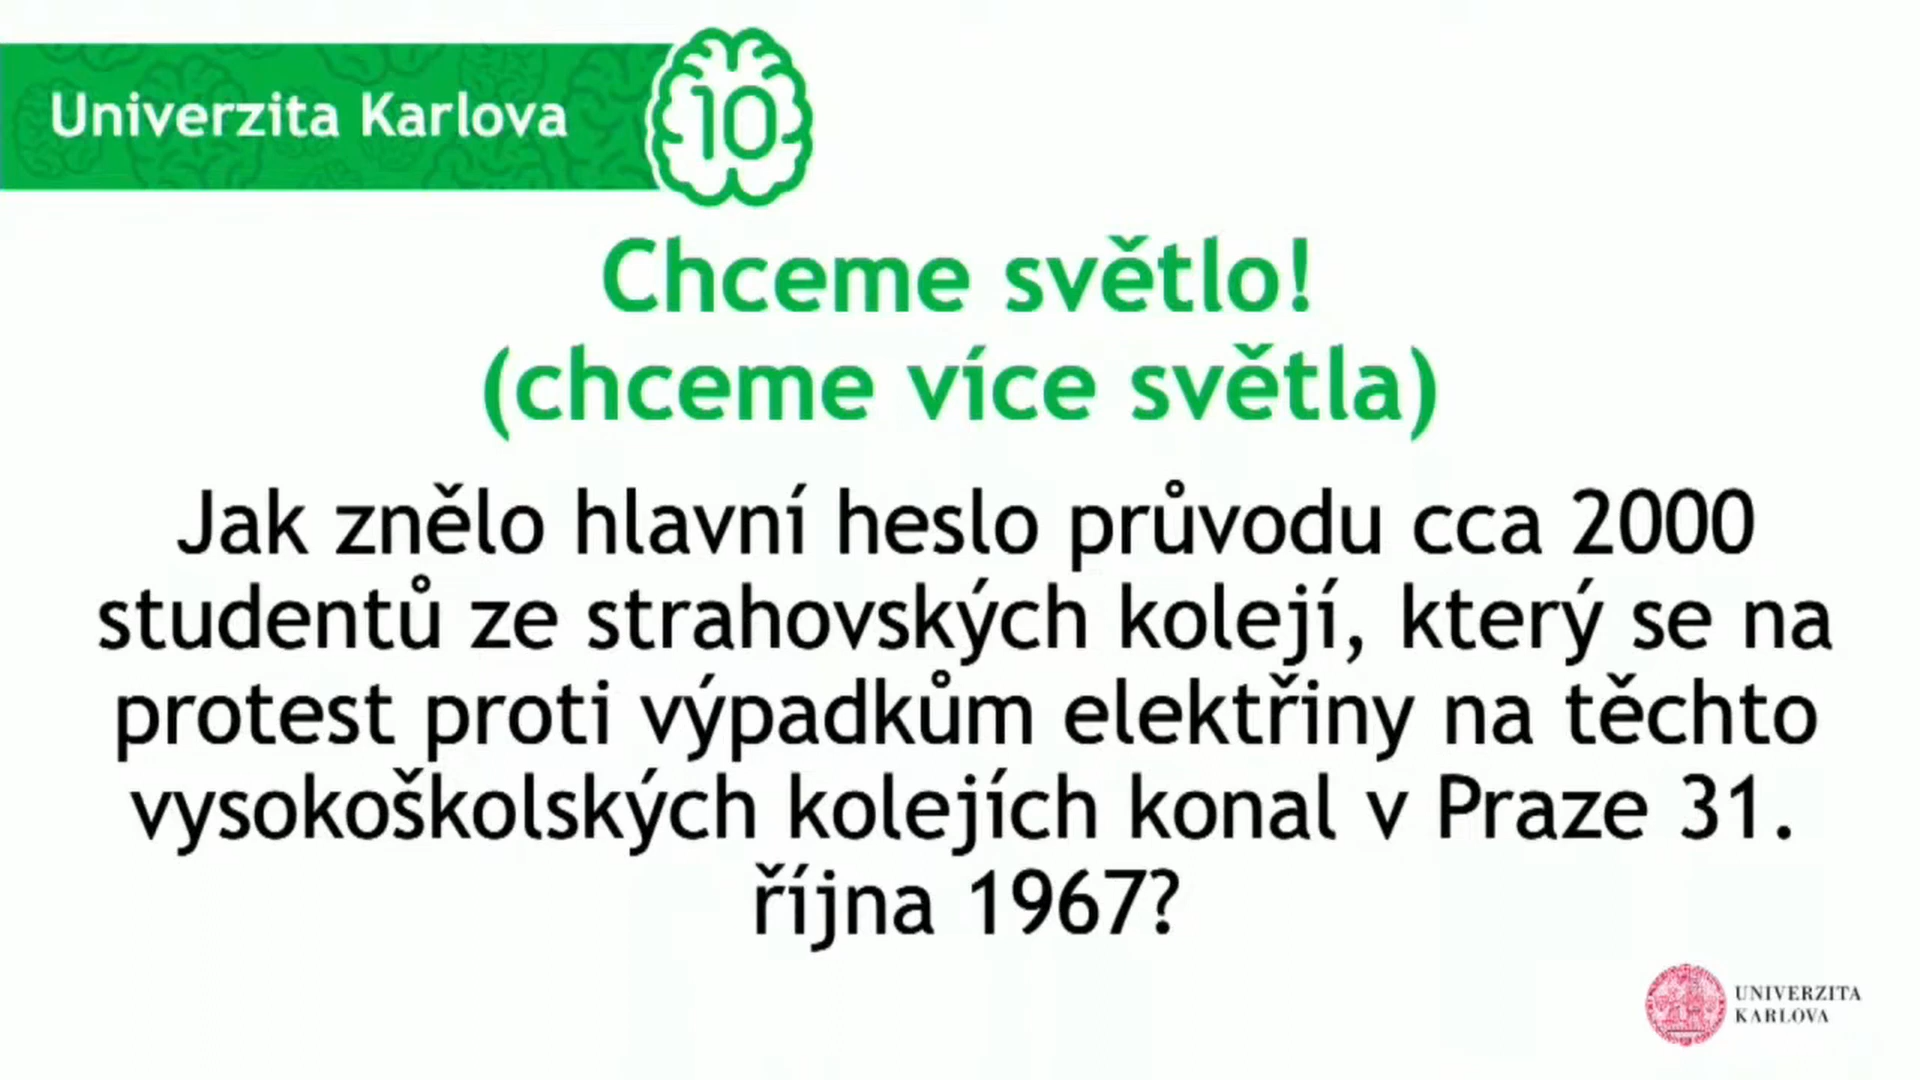 Univerzita Karlova
10
Chceme světlo!
(chceme více světla)
Jak znělo hlavní heslo průvodu cca 2000
studentů ze strahovských kolejí, který se na
protest proti výpadkům elektřiny na těchto
vysokoškolských kolejích konal v Praze 31.
října 1967?
UNIVERZITA
KARLOVA